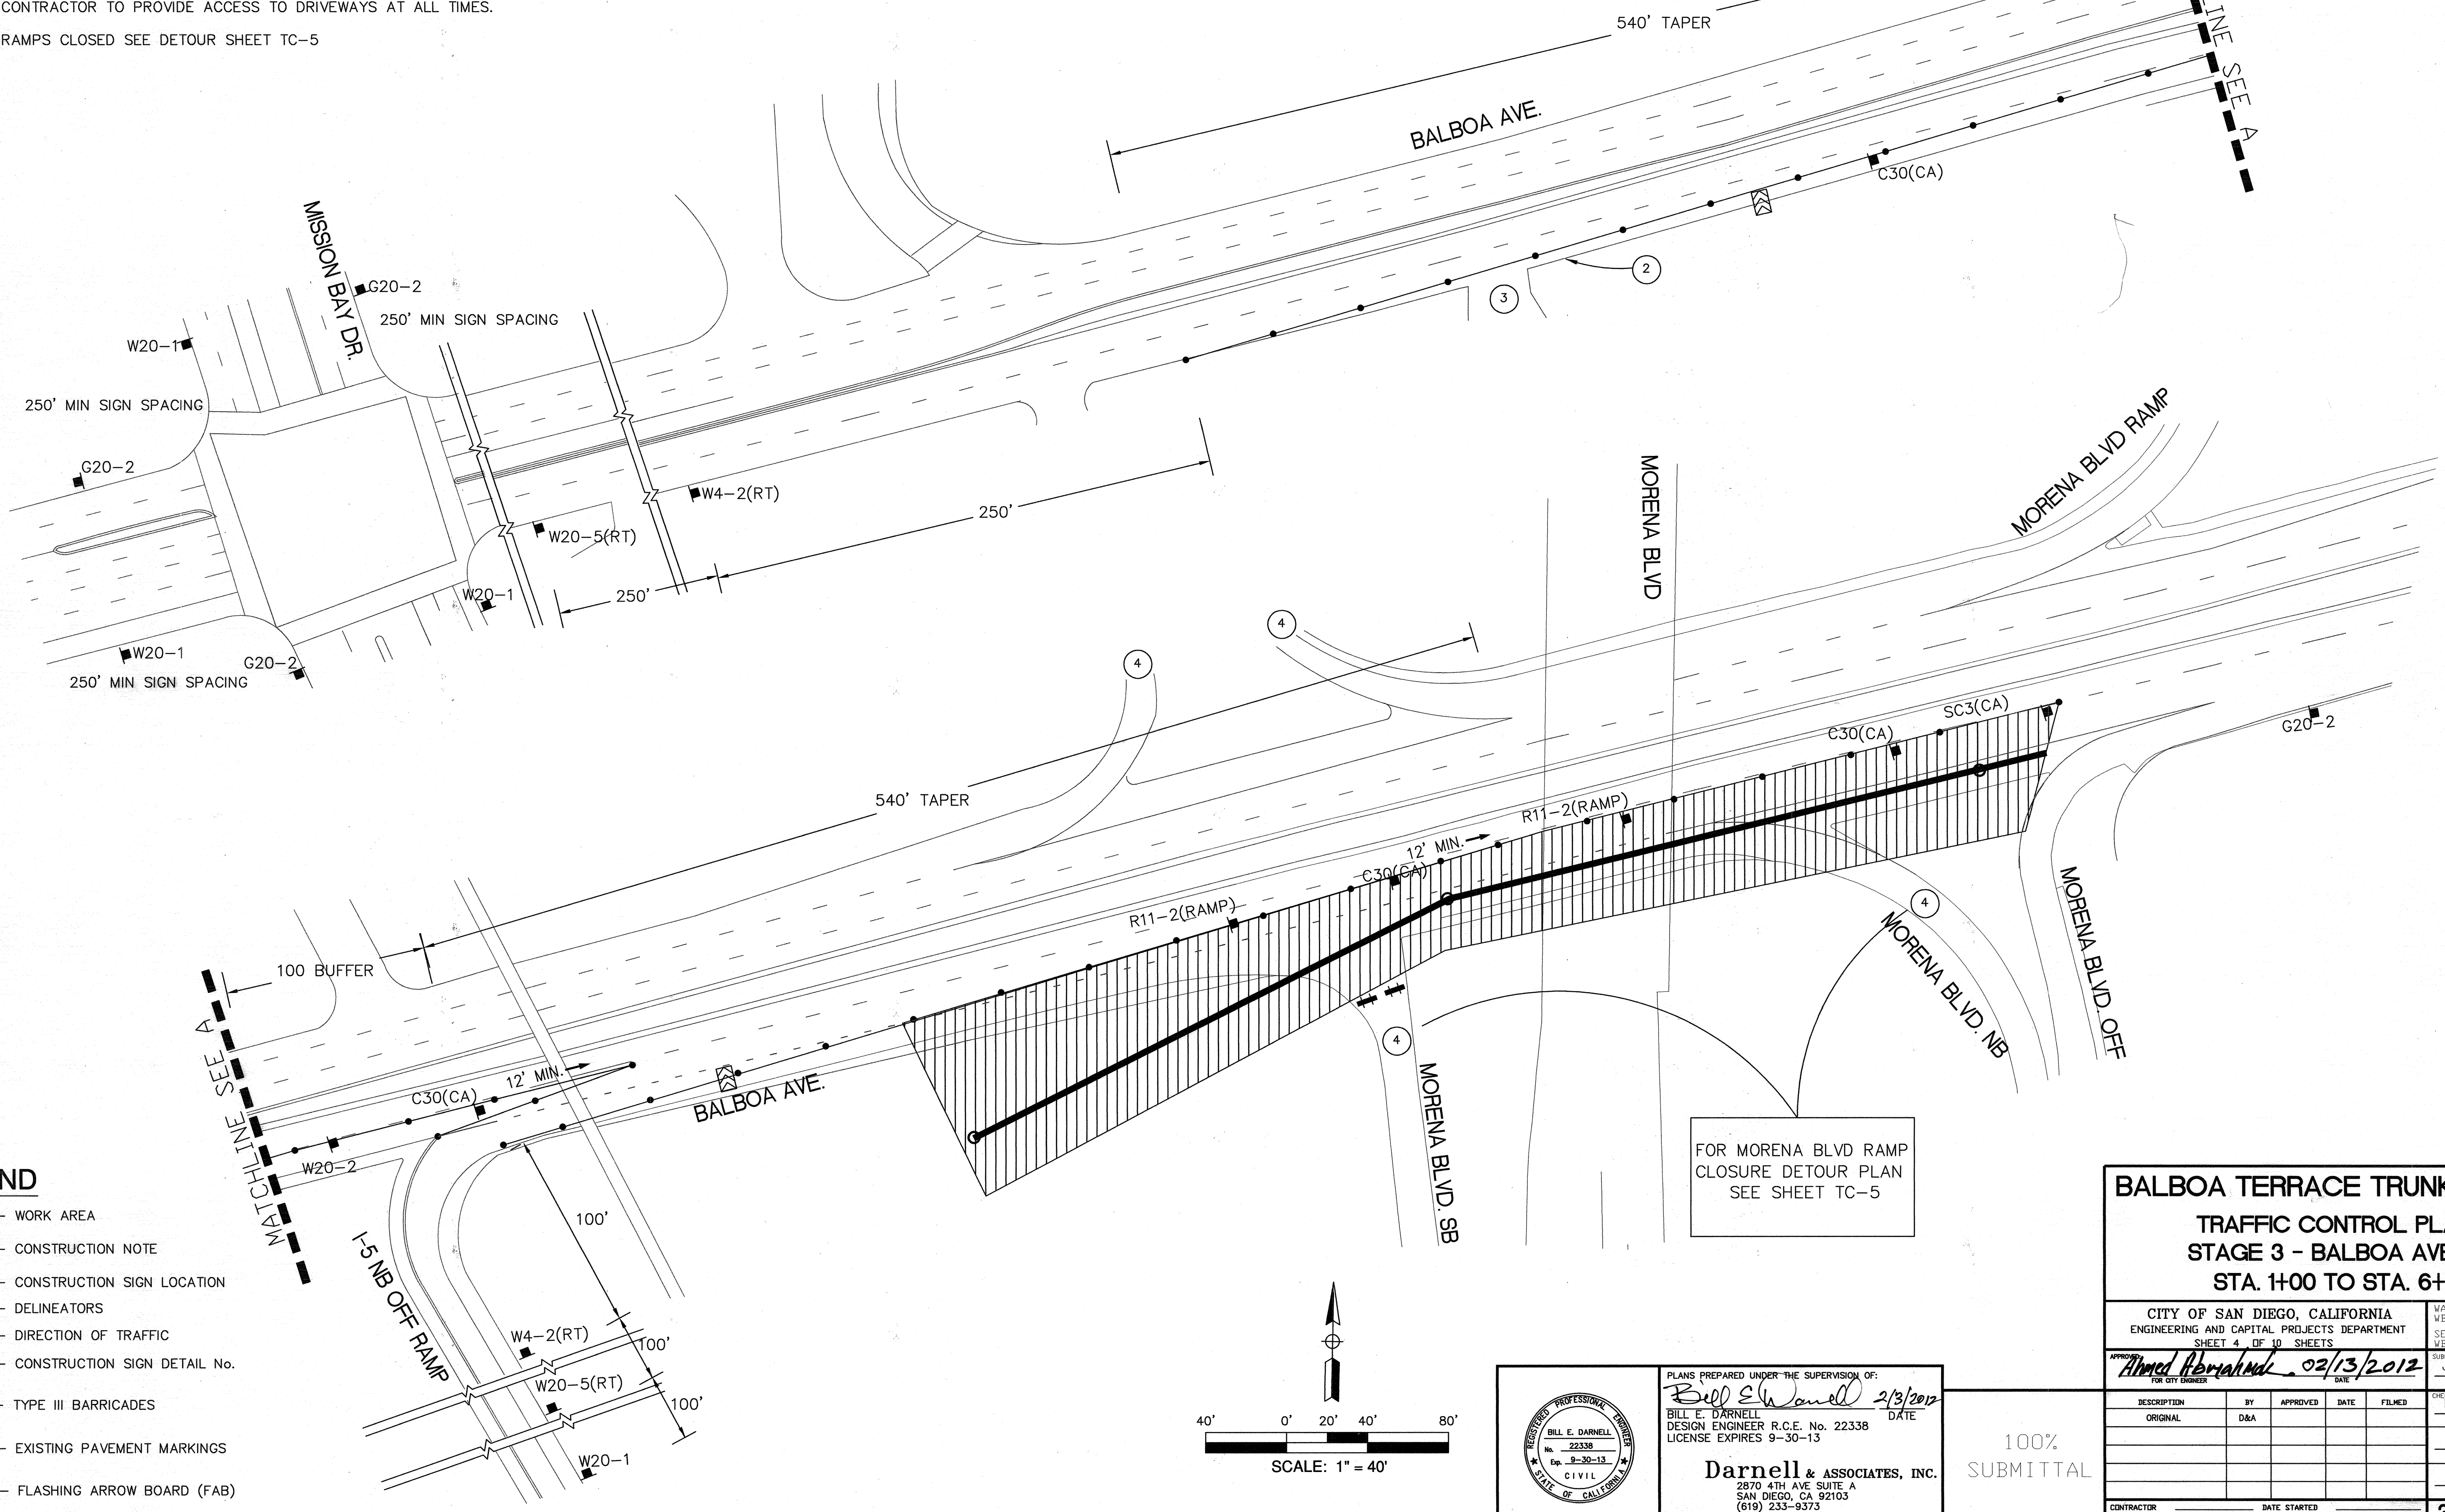 CONTRACTOR TO PROVIDE ACCESS TO DRIVEWAYS AT ALL TIMES.
RAMPS CLOSED SEE DETOUR SHEET TC-5
540' TAPER
BALBOA AVE.
C30(CA)
2
3
LINE SEE A
MISSION BAY DR.
G20-2
250' MIN SIGN SPACING
W20-1
250' MIN SIGN SPACING
G20-2
W4-2(RT)
W20-5(RT)
250'
250'
W20-1
W20-1
G20-2
250' MIN SIGN SPACING
MORENA BLVD
MORENA BLVD RAMP
4
4
540' TAPER
SC3(CA)
C30(CA)
G20-2
R11-2(RAMP)
12' MIN.
C30(CA)
R11-2(RAMP)
100 BUFFER
MATCHLINE SEE A
C30(CA)
12' MIN.
W20-2
BALBOA AVE.
4
MORENA BLVD. SB
4
MORENA BLVD. NB
MORENA BLVD. OFF
FOR MORENA BLVD RAMP
CLOSURE DETOUR PLAN
SEE SHEET TC-5
I-5 NB OFF RAMP
100'
W4-2(RT)
100'
W20-5(RT)
100'
W20-1
ND
WORK AREA
CONSTRUCTION NOTE
CONSTRUCTION SIGN LOCATION
DELINEATORS
DIRECTION OF TRAFFIC
CONSTRUCTION SIGN DETAIL No.
TYPE III BARRICADES
EXISTING PAVEMENT MARKINGS
FLASHING ARROW BOARD (FAB)
40' 0' 20' 40' 80'
SCALE: 1" = 40'
REGISTERED PROFESSIONAL ENGINEER
BILL E. DARNELL
No. 22338
Exp. 9-30-13
CIVIL
STATE OF CALIFORNIA
PLANS PREPARED UNDER THE SUPERVISION OF:
Bill E Darnell 2/3/2012
BILL E. DARNELL DATE
DESIGN ENGINEER R.C.E. No. 22338
LICENSE EXPIRES 9-30-13
Darnell & ASSOCIATES, INC.
2870 4TH AVE SUITE A
SAN DIEGO, CA 92103
(619) 233-9373
100%
SUBMITTAL
BALBOA TERRACE TRUNK
TRAFFIC CONTROL PLA
STAGE 3 - BALBOA AVE
STA. 1+00 TO STA. 6+
CITY OF SAN DIEGO, CALIFORNIA
ENGINEERING AND CAPITAL PROJECTS DEPARTMENT
SHEET 4 OF 10 SHEETS
APPROVED:
02/13/2012
FOR CITY ENGINEER DATE
DESCRIPTION BY APPROVED DATE FILMED
ORIGINAL D&A
CONTRACTOR DATE STARTED